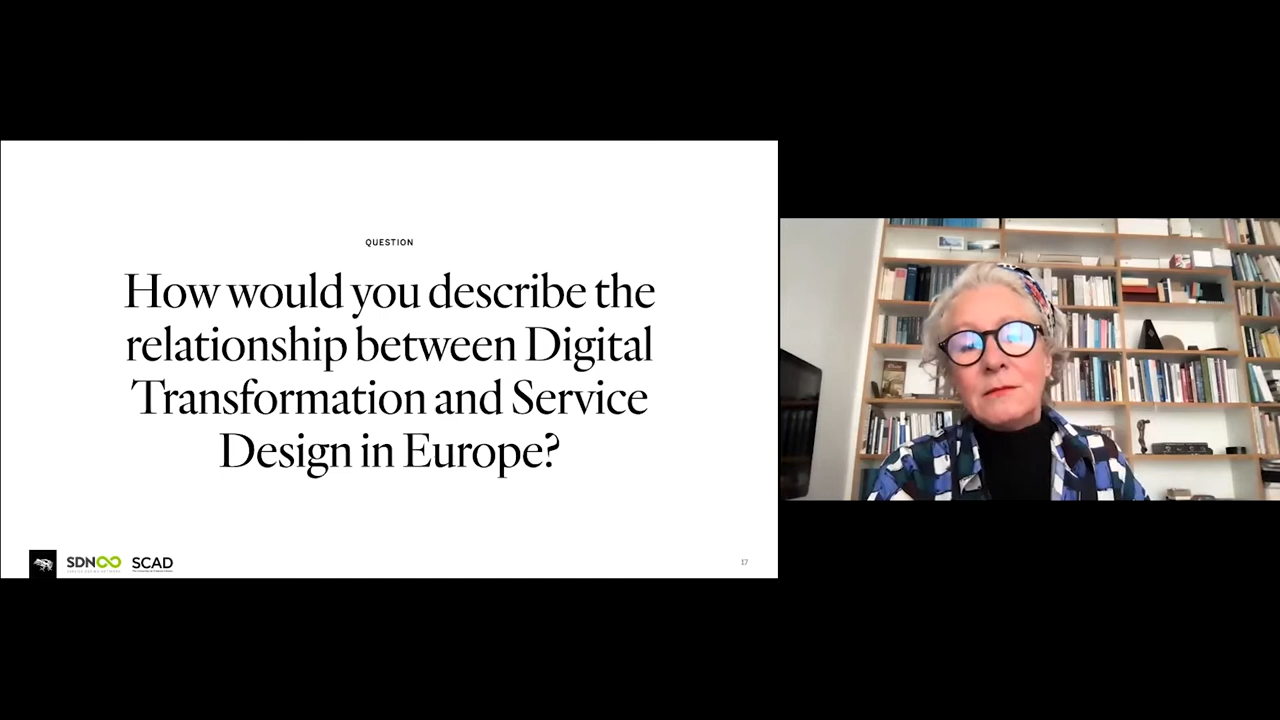 QUESTION
How would you describe the
relationship between Digital
Transformation and Service
Design in Europe?
SDN
SCAD
17